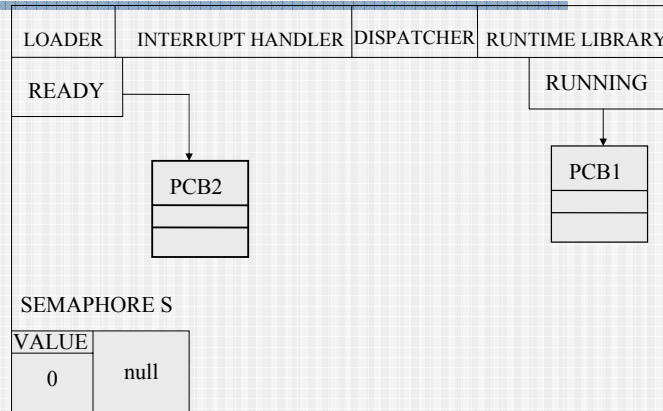 LOADER INTERRUPT HANDLER DISPATCHER RUNTIME LIBRARY
READY RUNNING
PCB2 PCB1
SEMAPHORE S
VALUE
0 null